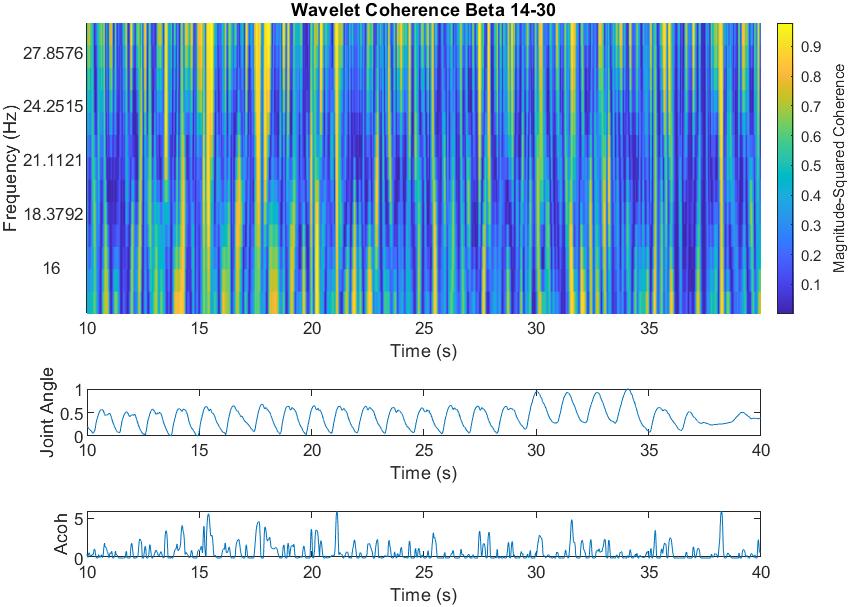 Wavelet Coherence Beta 14-30
27.8576
24.2515
21.1121
18.3792
16
Frequency (Hz)
10 15 20 25 30 35
Time (s)
0.9
0.8
0.7
0.6
0.5
0.4
0.3
0.2
0.1
Magnitude-Squared Coherence
1
0.5
0
Joint Angle
10 15 20 25 30 35 40
Time (s)
5
0
Acoh
10 15 20 25 30 35 40
Time (s)